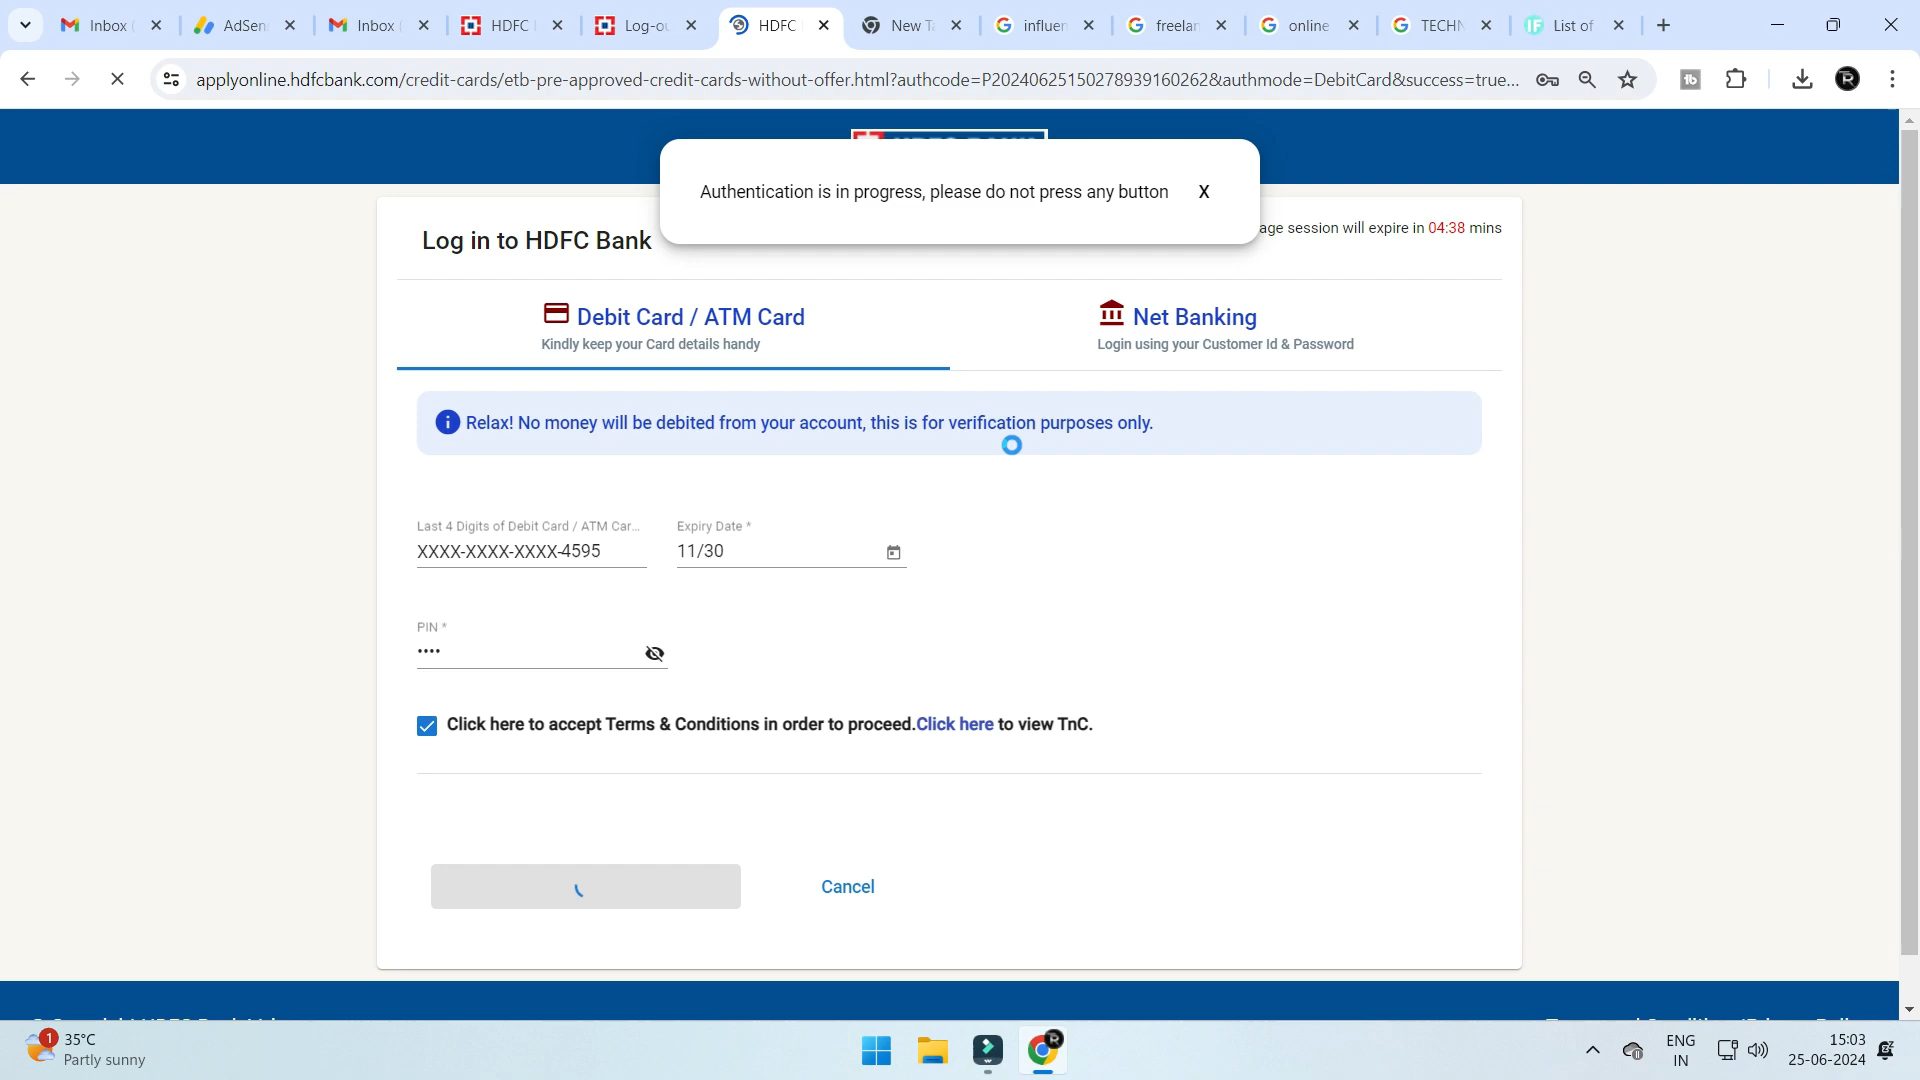 Inbox (
AdSen
Inbox (
HDFC
Log-ou
HDFC
New Ta
influen
freelan
online
TECHN
List of
applyonline.hdfcbank.com/credit-cards/etb-pre-approved-credit-cards-without-offer.html?authcode=P20240625150278939160262&authmode=DebitCard&success=true...
Authentication is in progress, please do not press any button X
Log in to HDFC Bank
age session will expire in 04:38 mins
Debit Card / ATM Card
Kindly keep your Card details handy
Net Banking
Login using your Customer Id & Password
Relax! No money will be debited from your account, this is for verification purposes only.
Last 4 Digits of Debit Card / ATM Car...
XXXX-XXXX-XXXX-4595
Expiry Date *
11/30
PIN *
••••
Click here to accept Terms & Conditions in order to proceed.Click here to view TnC.
Cancel
1
35°C
Partly sunny
ENG
IN
15:03
25-06-2024